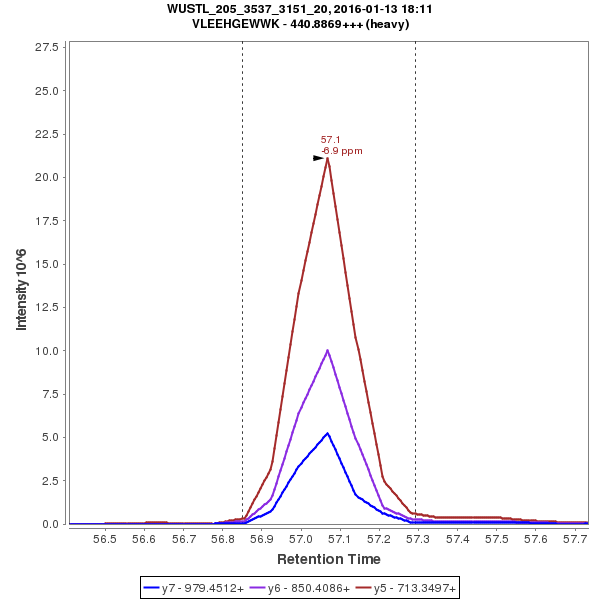 WUSTL_205_3537_3151_20, 2016-01-13 18:11
VLEEHGEWWK - 440.8869+++ (heavy)
27.5
25.0
22.5
20.0
17.5
15.0
12.5
10.0
7.5
5.0
2.5
0.0
Intensity 10^6
57.1
-6.9 ppm
56.5 56.6 56.7 56.8 56.9 57.0 57.1 57.2 57.3 57.4 57.5 57.6 57.7
Retention Time
y7 - 979.4512+ y6 - 850.4086+ y5 - 713.3497+